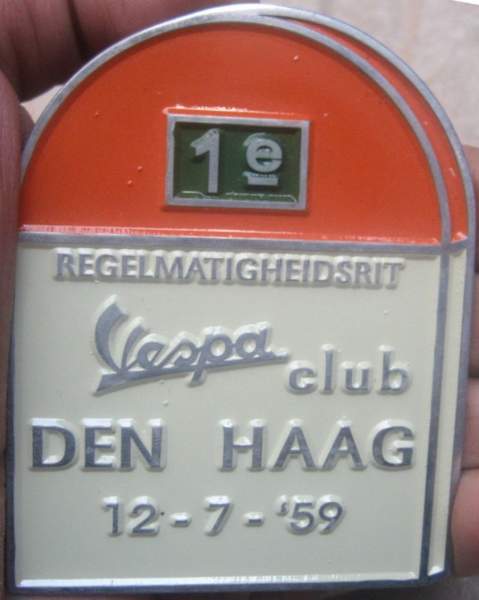 1e
REGELMATIGHEIDSRIT
Vespa club
DEN HAAG
12-7-'59